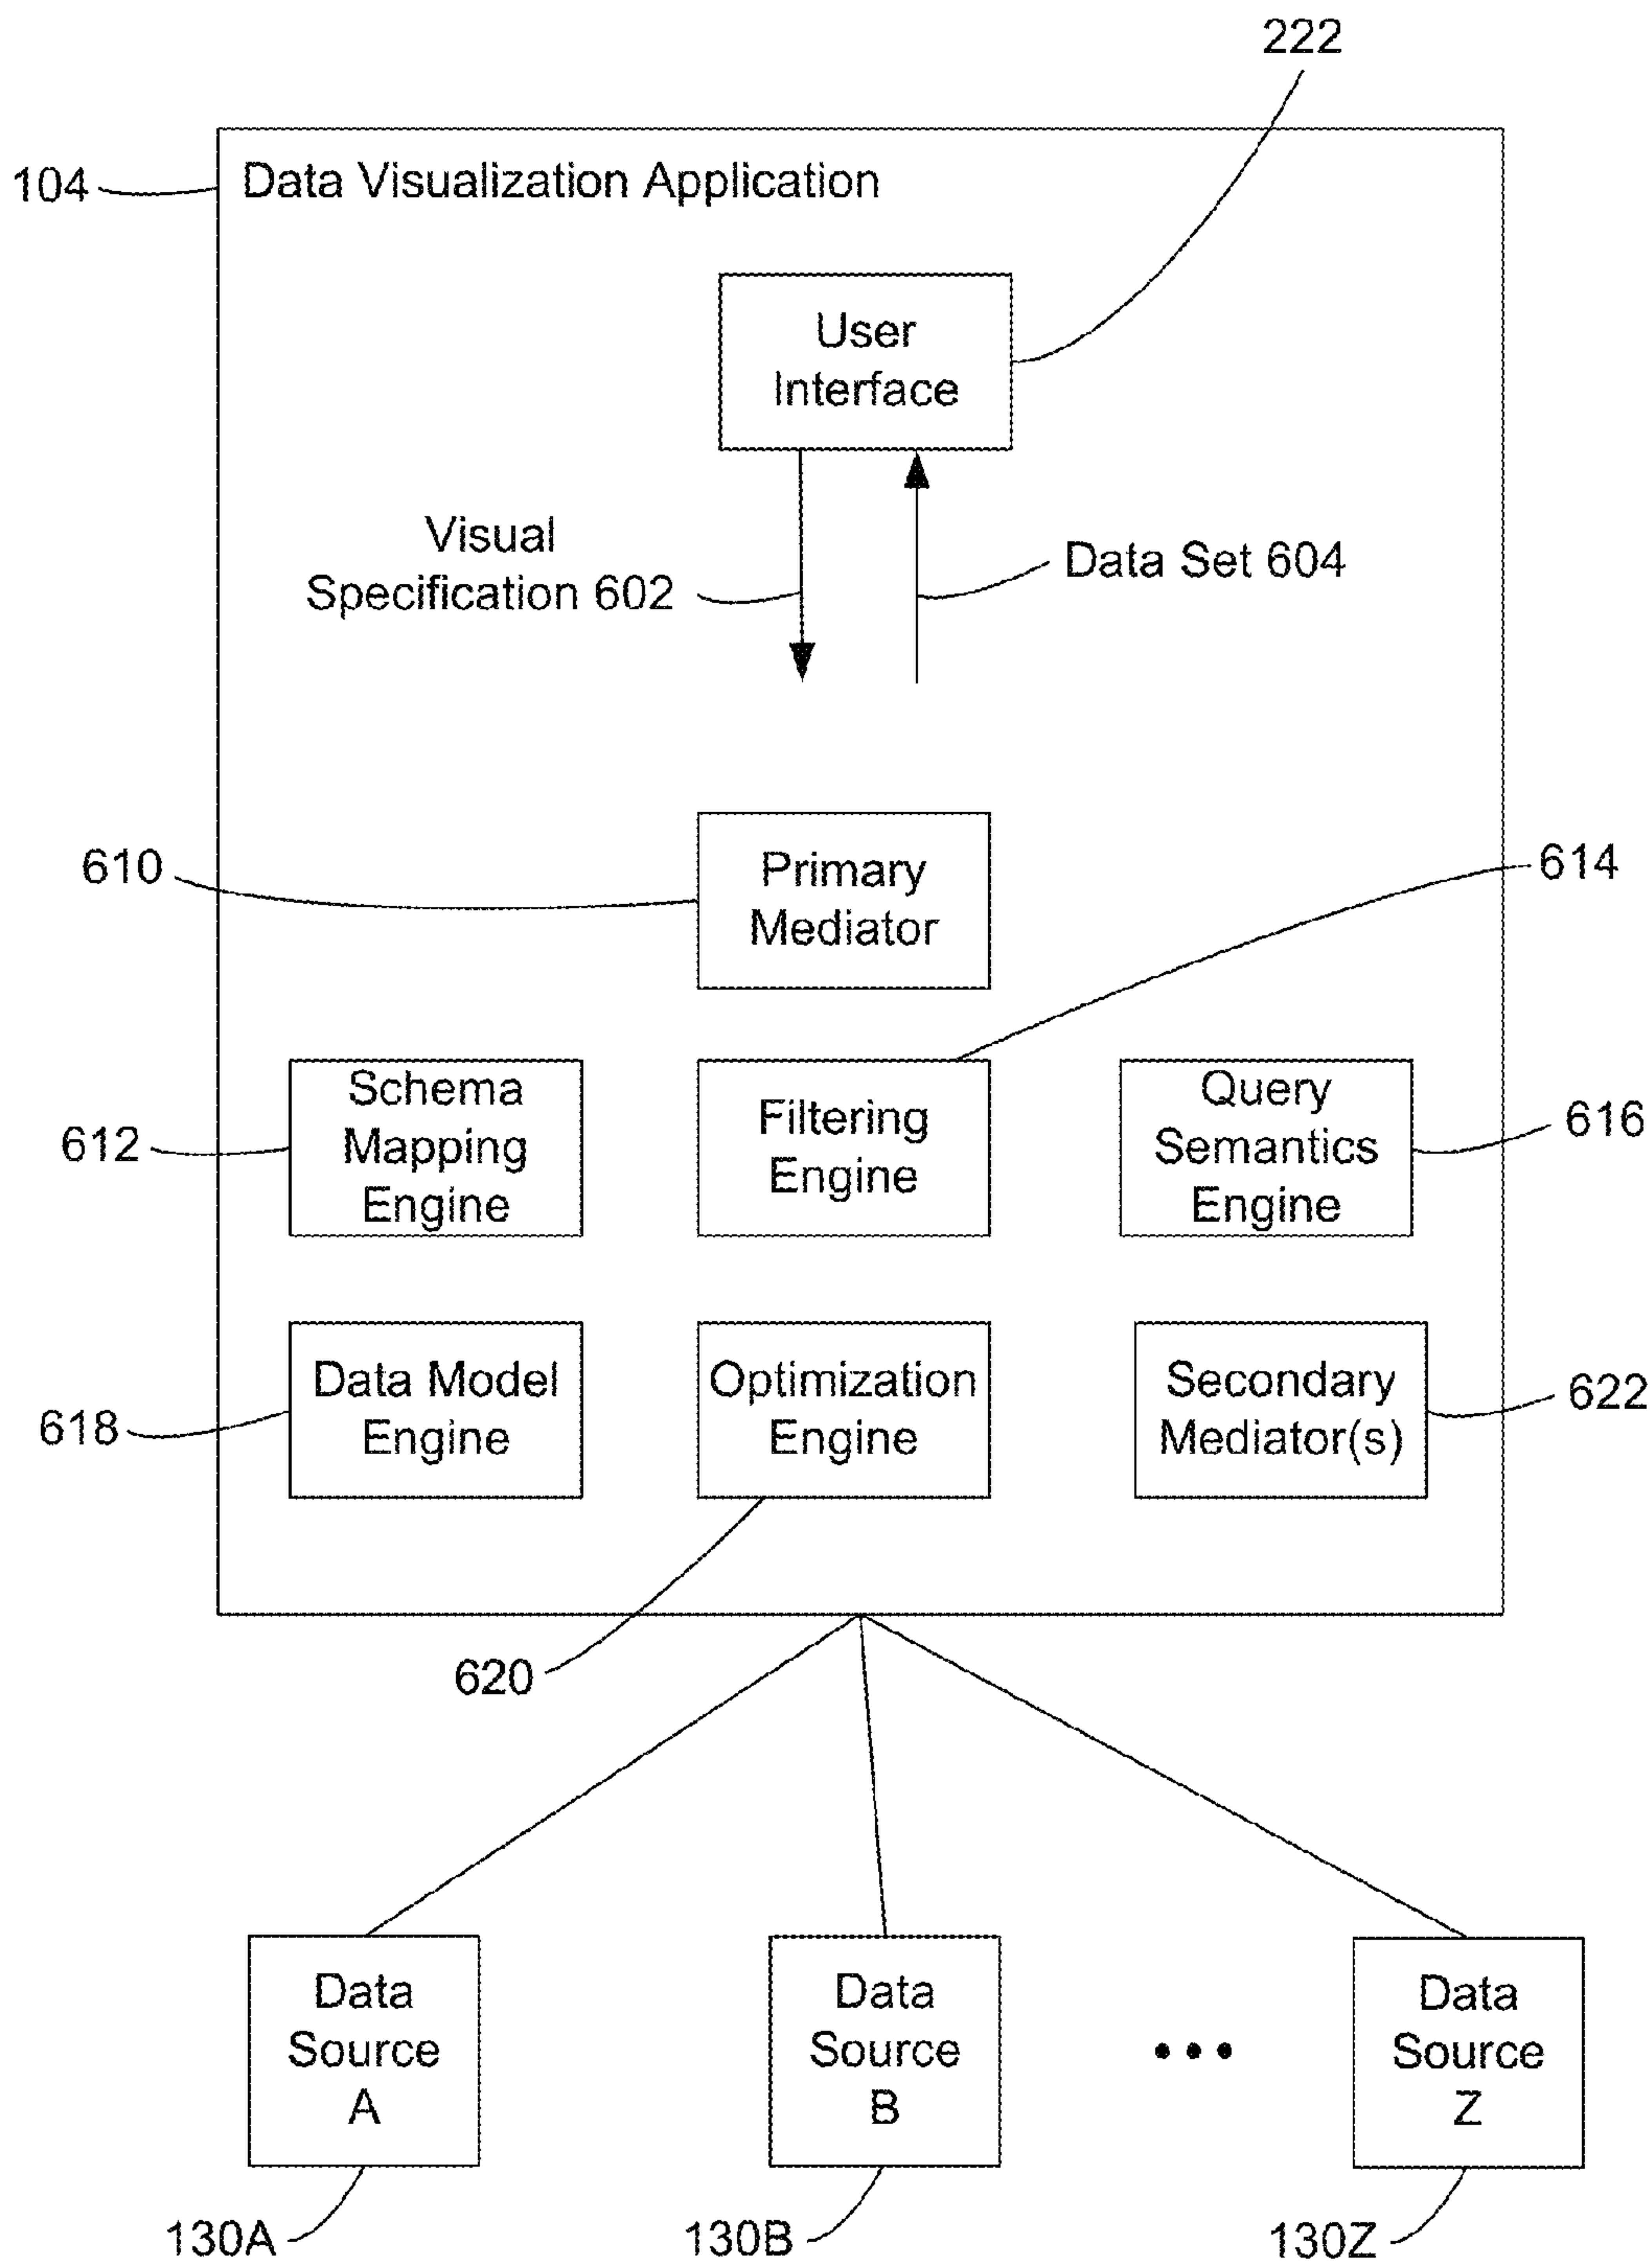 222
104
Data Visualization Application
User
Interface
Visual
Specification 602
Data Set 604
610
Primary
Mediator
614
612
Schema
Mapping
Engine
Filtering
Engine
Query
Semantics
Engine
616
618
Data Model
Engine
Optimization
Engine
Secondary
Mediator(s)
622
620
Data
Source
A
Data
Source
B
•••
Data
Source
Z
130A
130B
130Z